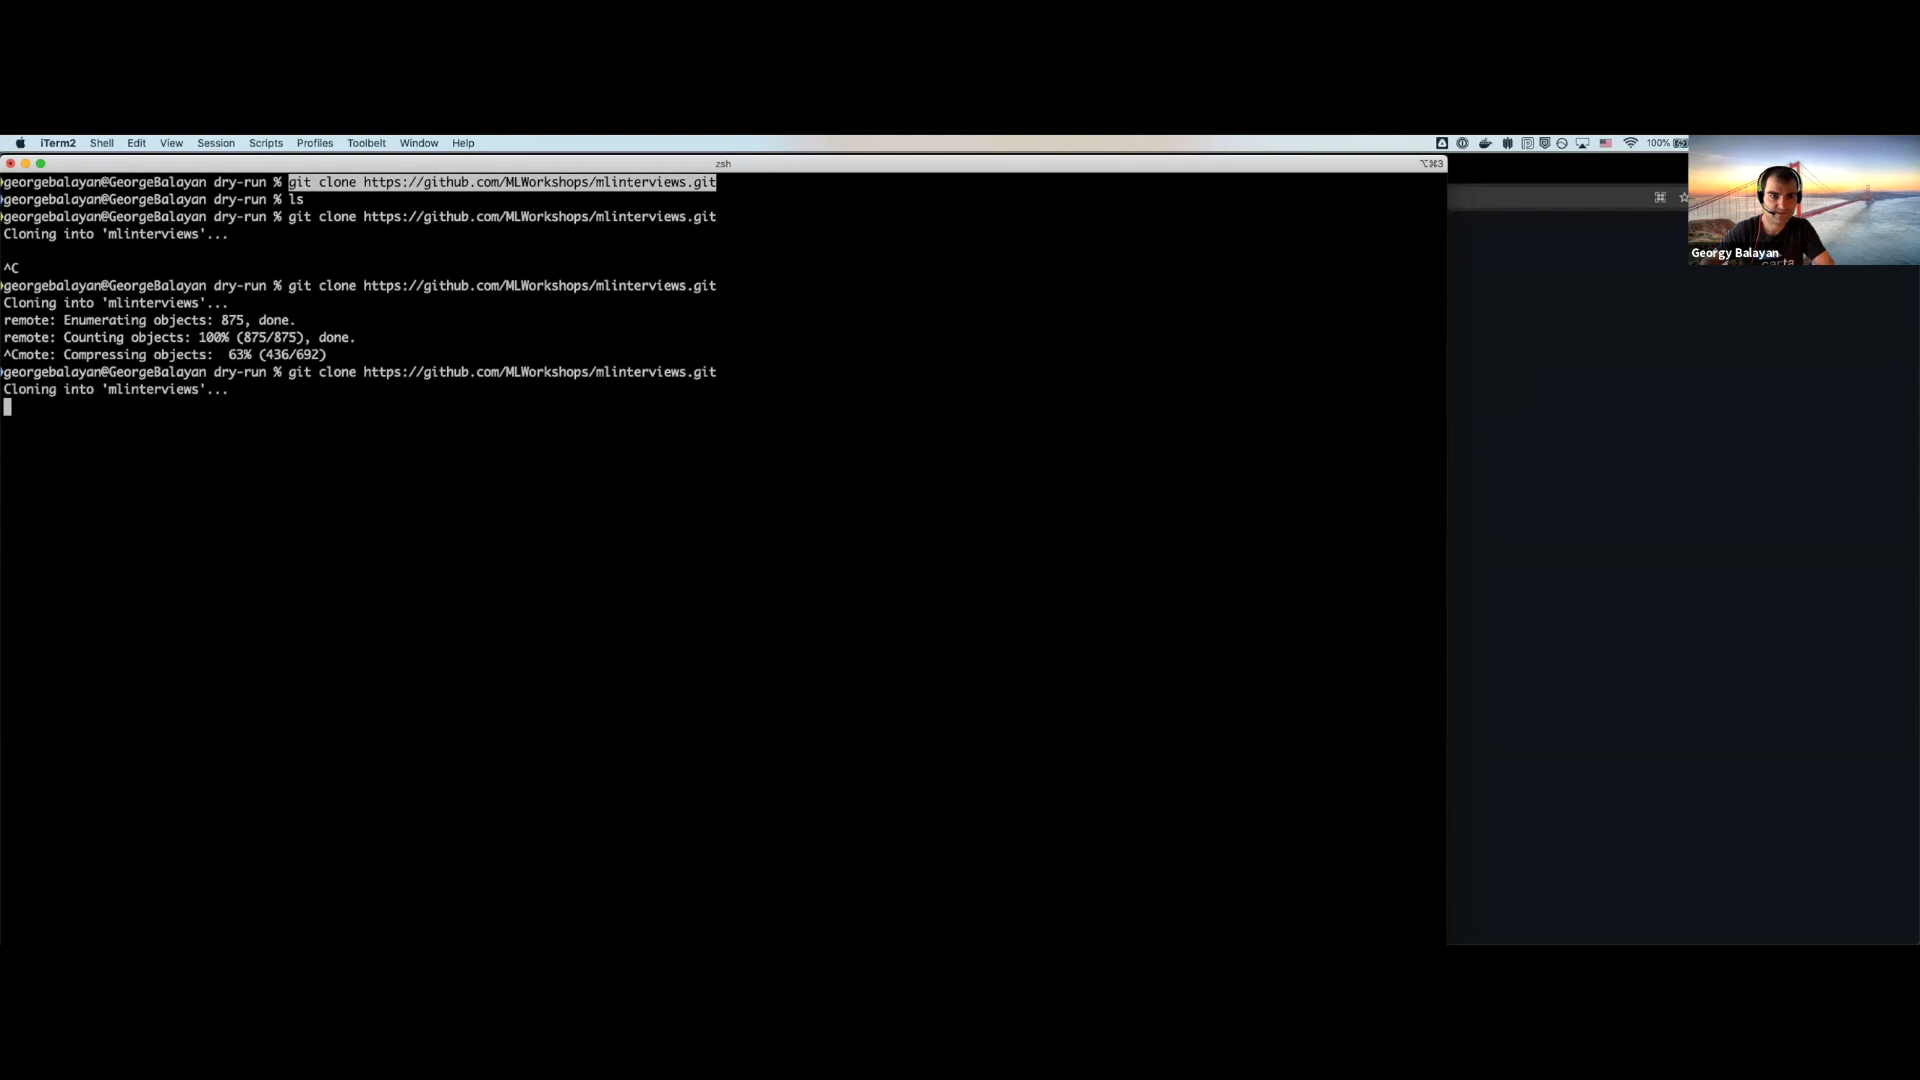 iTerm2 Shell Edit View Session Scripts Profiles Toolbelt Window Help 100%
zsh ⌥⌘3
georgebalayan@GeorgeBalayan dry-run % git clone https://github.com/MLWorkshops/mlinterviews.git
georgebalayan@GeorgeBalayan dry-run % ls
georgebalayan@GeorgeBalayan dry-run % git clone https://github.com/MLWorkshops/mlinterviews.git
Cloning into 'mlinterviews'...
^C
georgebalayan@GeorgeBalayan dry-run % git clone https://github.com/MLWorkshops/mlinterviews.git
Cloning into 'mlinterviews'...
remote: Enumerating objects: 875, done.
remote: Counting objects: 100% (875/875), done.
^Cmote: Compressing objects:  63% (436/692)
georgebalayan@GeorgeBalayan dry-run % git clone https://github.com/MLWorkshops/mlinterviews.git
Cloning into 'mlinterviews'...
Georgy Balayan
carta